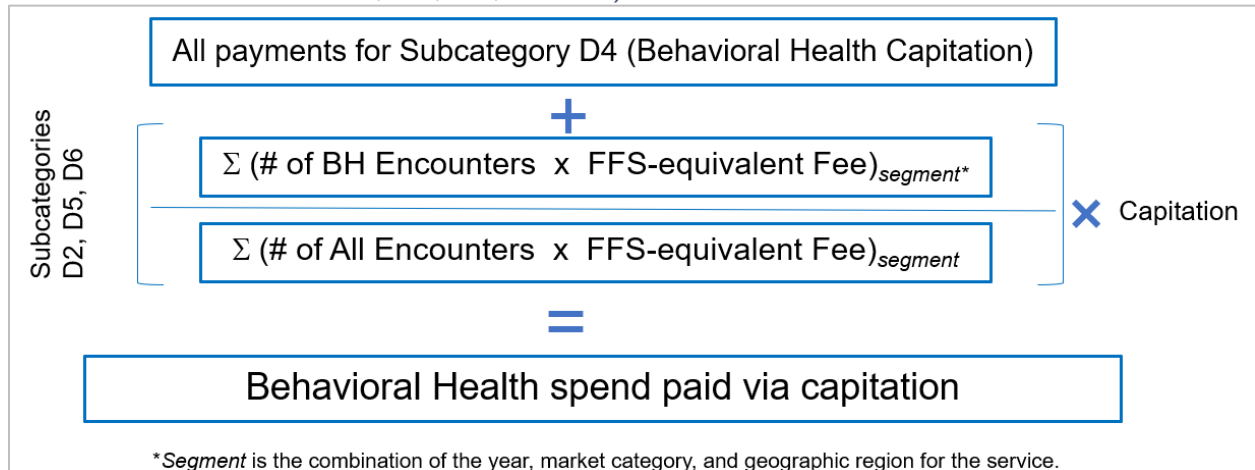 All payments for Subcategory D4 (Behavioral Health Capitation)
+
Subcategories
D2, D5, D6
Σ (# of BH Encounters x FFS-equivalent Fee)segment*
Σ (# of All Encounters x FFS-equivalent Fee)segment
× Capitation
=
Behavioral Health spend paid via capitation
*Segment is the combination of the year, market category, and geographic region for the service.